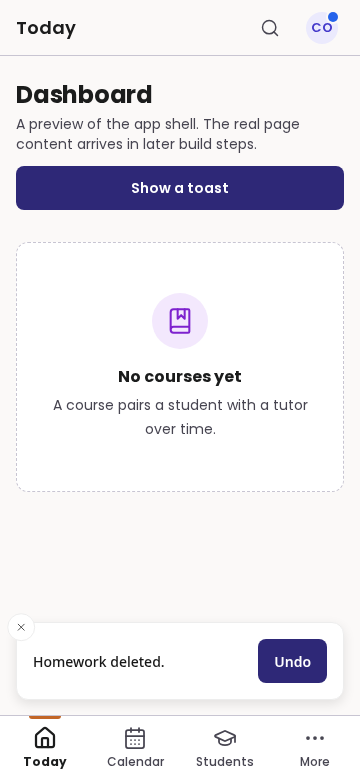 Today
CO
Dashboard
A preview of the app shell. The real page
content arrives in later build steps.
Show a toast
No courses yet
A course pairs a student with a tutor
over time.
Homework deleted.
Undo
Today
Calendar
Students
More